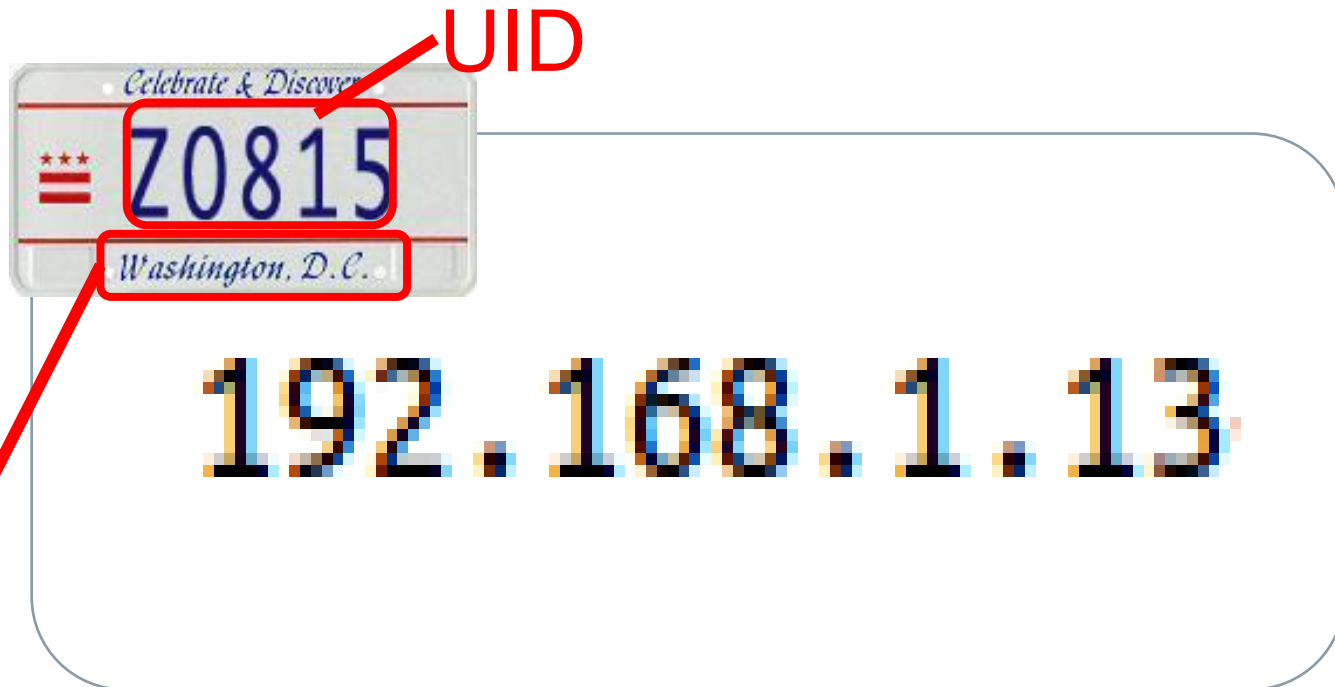 UID
Celebrate & Discover
Z0815
Washington, D.C.
192.168.1.13